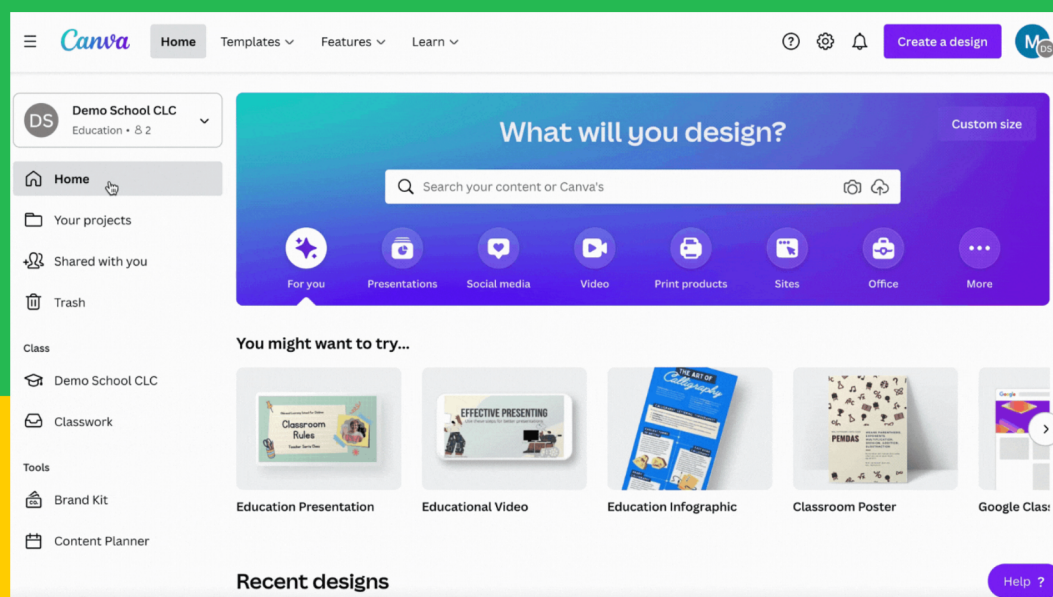 Canva
Home
Templates
Features
Learn
?
Create a design
M
DS
DS
Demo School CLC
Education • 2
Home
Your projects
Shared with you
Trash
Class
Demo School CLC
Classwork
Tools
Brand Kit
Content Planner
What will you design?
Custom size
Search your content or Canva's
For you
Presentations
Social media
Video
Print products
Sites
Office
More
You might want to try...
Classroom
Rules
EFFECTIVE PRESENTING
THE ART OF
Calligraphy
PEMDAS
Google
Education Presentation
Educational Video
Education Infographic
Classroom Poster
Google Clas
Recent designs
Help ?